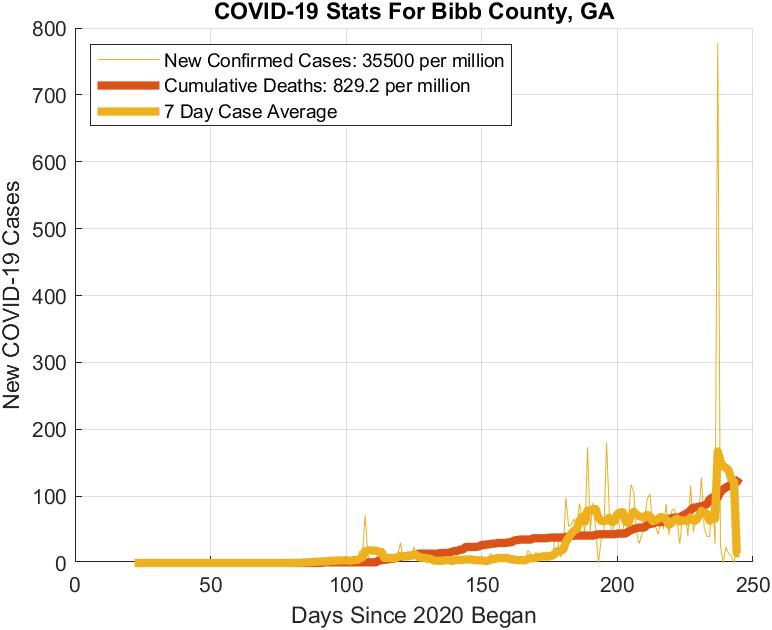 COVID-19 Stats For Bibb County, GA
New Confirmed Cases: 35500 per million
Cumulative Deaths: 829.2 per million
7 Day Case Average
New COVID-19 Cases
800
700
600
500
400
300
200
100
0
0 50 100 150 200 250
Days Since 2020 Began